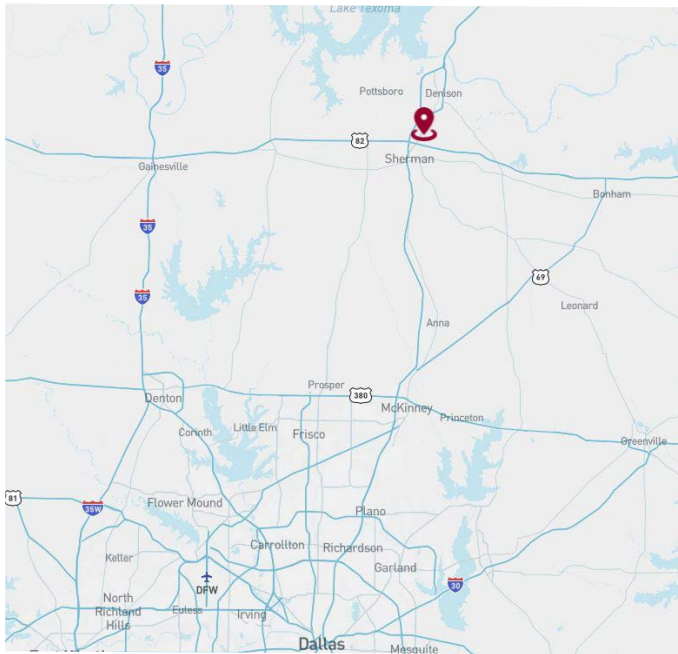 Lake Texoma
35
Pottsboro
Denison
82
Sherman
Gainesville
Bonham
35
69
35
Leonard
Anna
Prosper
380
Denton
McKinney
Princeton
Corinth
Little Elm
Frisco
Greenville
81
Flower Mound
35W
Plano
Carrollton
Richardson
Keller
Garland
DFW
30
North
Richland
Hills
Euless
Irving
Dallas
Mesquite